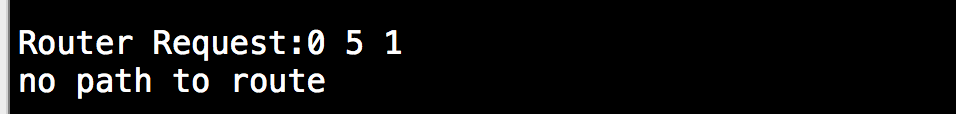 Router Request:0 5 1
no path to route